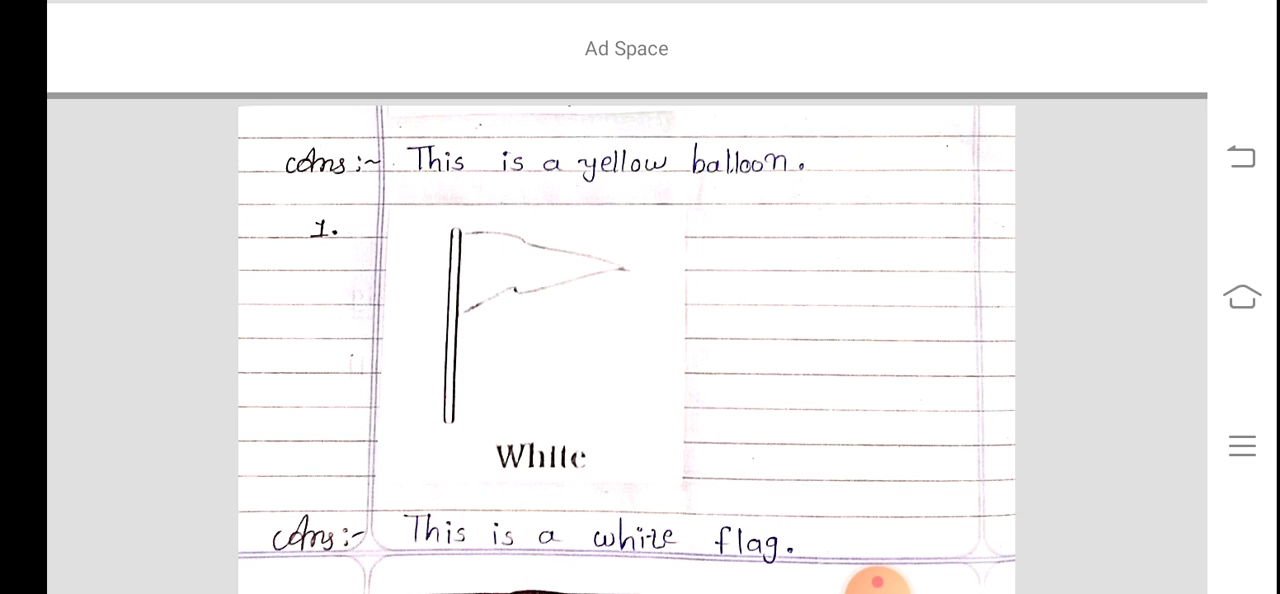 Ad Space
Ans :- This is a yellow balloon.
1.
White
Ans :- This is a white flag.